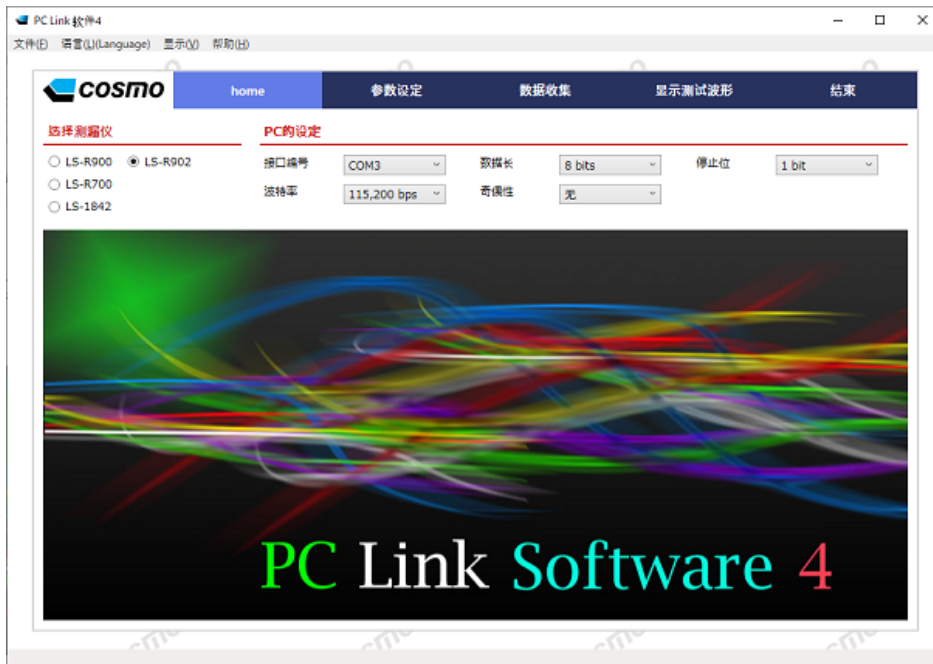 PC Link 软件4
文件(F) 语言(L)(Language) 显示(V) 帮助(H)
COSMO home 参数设定 数据收集 显示测试波形 结束
选择测漏仪 PC的设定
LS-R900 LS-R902 接口编号 COM3 数据长 8 bits 停止位 1 bit
LS-R700 波特率 115,200 bps 奇偶性 无
LS-1842
PC Link Software 4